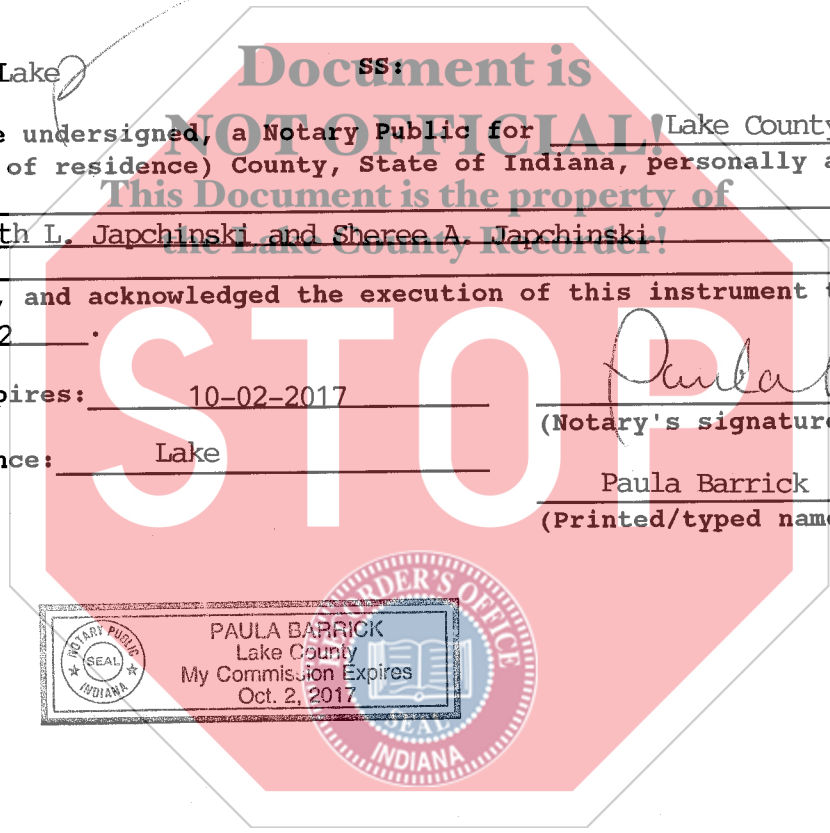 Lake SS:
Document is
NOT OFFICIAL!
undersigned, a Notary Public for Lake County
of residence) County, State of Indiana, personally
This Document is the property of
the Lake County Recorder!
L. Japchinski and Sheree A. Japchinski
, and acknowledged the execution of this instrument
2 .
STOP
10-02-2017
Paula
(Notary's signature
Lake
Paula Barrick
(Printed/typed name
RECORDER'S OFFICE
SEAL
INDIANA
NOTARY PUBLIC
SEAL
INDIANA
PAULA BARRICK
Lake County
My Commission Expires
Oct. 2, 2017